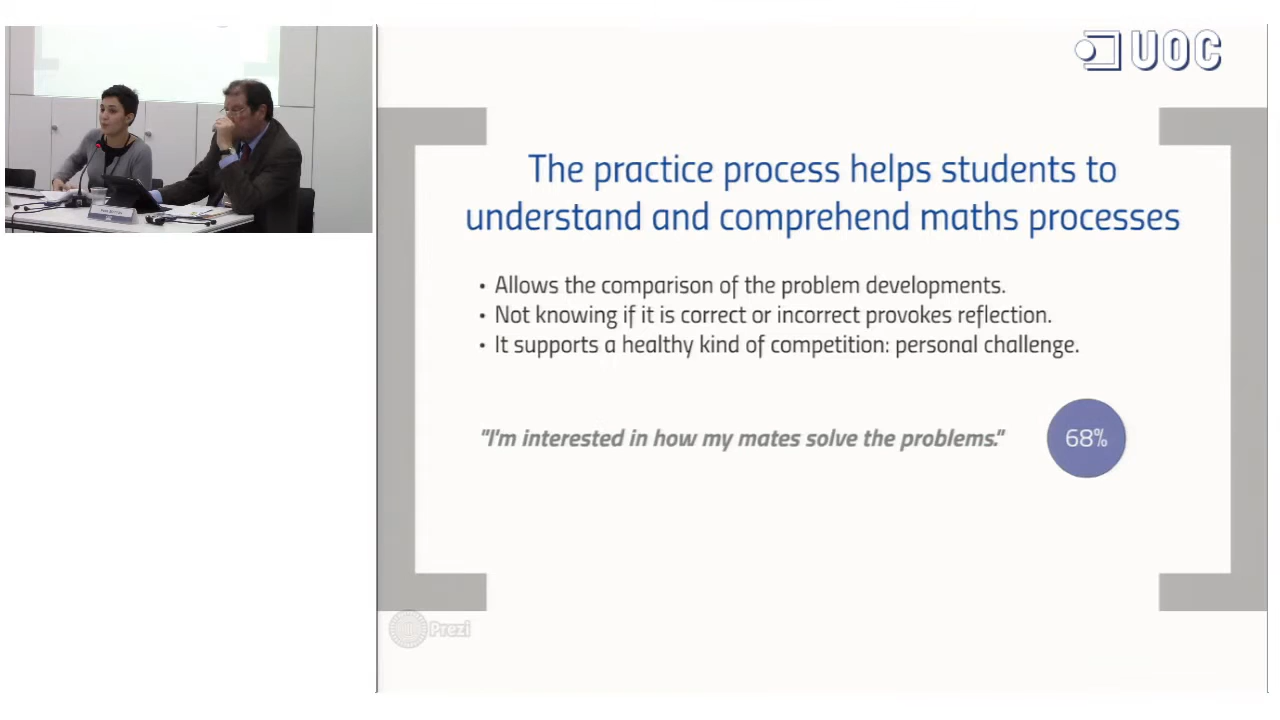 UOC
The practice process helps students to
understand and comprehend maths processes
• Allows the comparison of the problem developments.
• Not knowing if it is correct or incorrect provokes reflection.
• It supports a healthy kind of competition: personal challenge.
"I'm interested in how my mates solve the problems."
68%
Prezi